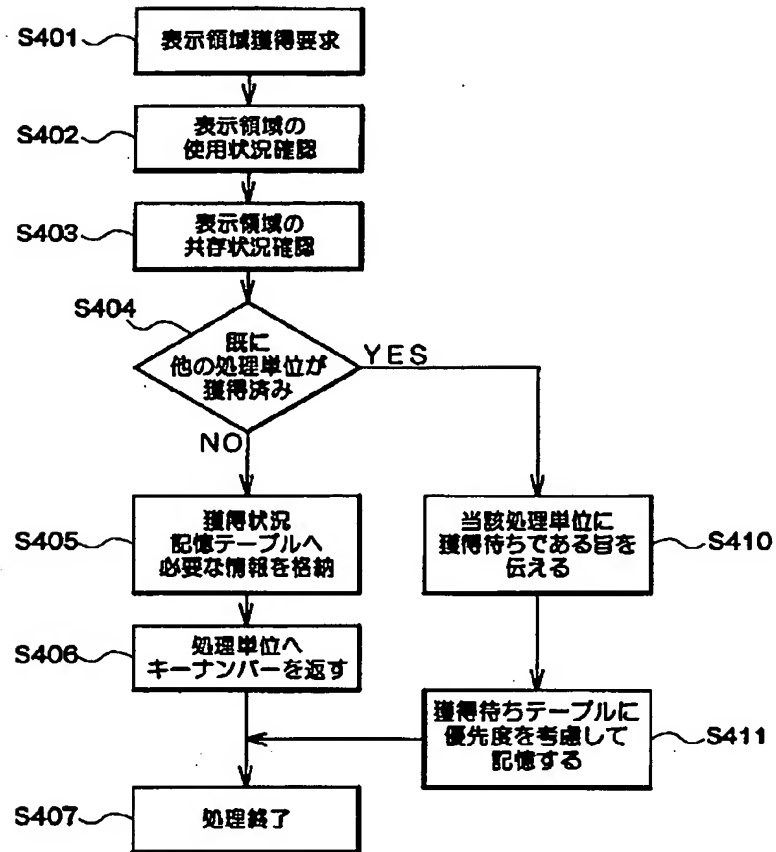 S401
表示領域獲得要求
S402
表示領域の
使用状況確認
S403
表示領域の
共存状況確認
S404
既に
他の処理単位が
獲得済み
YES
NO
S405
獲得状況
記憶テーブルへ
必要な情報を格納
S406
処理単位へ
キーナンバーを返す
当該処理単位に
獲得待ちである旨を
伝える
S410
獲得待ちテーブルに
優先度を考慮して
記憶する
S411
S407
処理終了